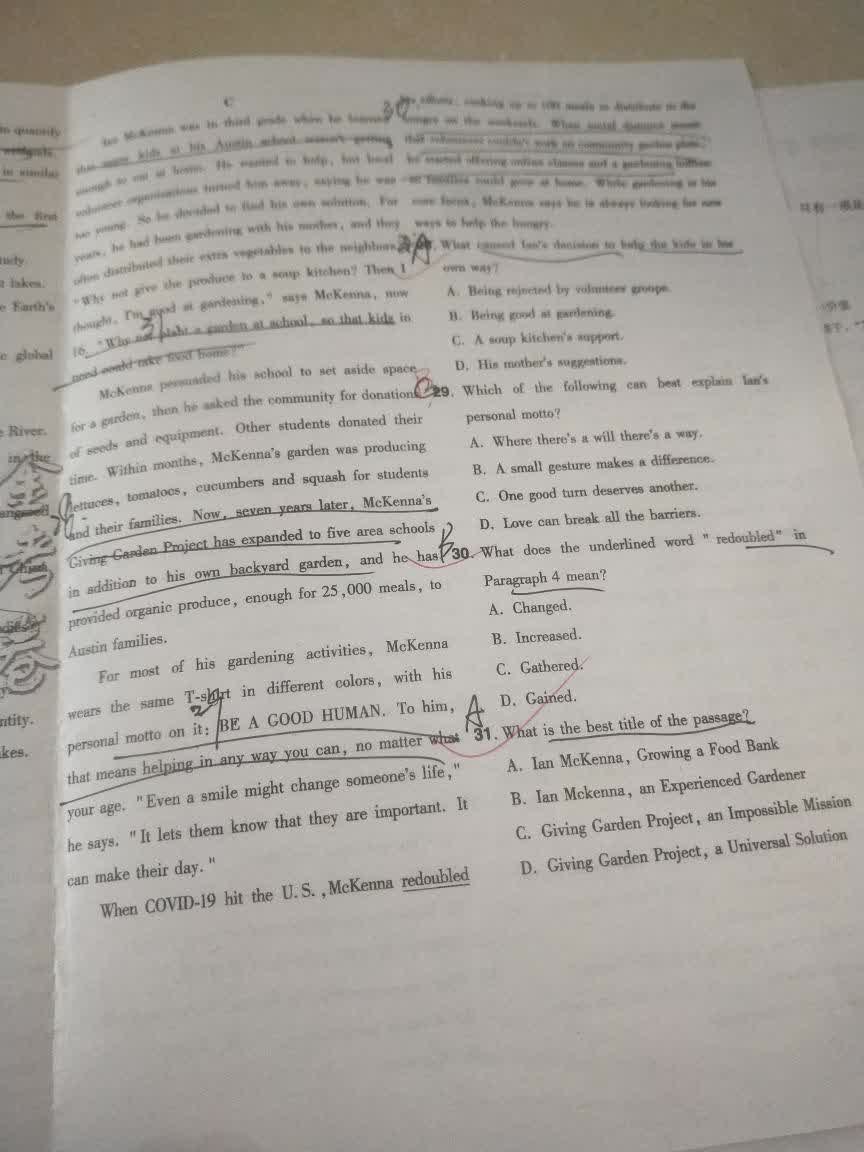 C
Ian McKenna was in third grade when he learned
that some kids at his Austin school weren't getting
enough to eat at home. He wanted to help, but local
volunteer organizations turned him away, saying he was
too young. So he decided to find his own solution. For
years, he had been gardening with his mother, and they
often distributed their extra vegetables to the neighbours.
"Why not give the produce to a soup kitchen? Then I
thought, I'm good at gardening," says McKenna, now
16. "Why not plant a garden at school, so that kids in
need could take food home?"
McKenna persuaded his school to set aside space
for a garden, then he asked the community for donations
of seeds and equipment. Other students donated their
time. Within months, McKenna's garden was producing
lettuces, tomatoes, cucumbers and squash for students
and their families. Now, seven years later, McKenna's
Giving Garden Project has expanded to five area schools
in addition to his own backyard garden, and he has
provided organic produce, enough for 25,000 meals, to
Austin families.
For most of his gardening activities, McKenna
wears the same T-shirt in different colors, with his
personal motto on it: BE A GOOD HUMAN. To him,
that means helping in any way you can, no matter what
your age. "Even a smile might change someone's life,"
he says. "It lets them know that they are important. It
can make their day."
When COVID-19 hit the U.S., McKenna redoubled
30
his efforts, cooking up to 100 meals to distribute to the
hungry on the weekends. When social distance meant
that volunteers couldn't work on community garden plots,
he started offering online classes and a gardening hotline
so families could grow at home. While gardening is his
core focus, McKenna says he is always looking for new
ways to help the hungry.
A
What caused Ian's decision to help the kids in his
own way?
A. Being rejected by volunteer groups.
B. Being good at gardening.
C. A soup kitchen's support.
D. His mother's suggestions.
29. Which of the following can best explain Ian's
personal motto?
A. Where there's a will there's a way.
B. A small gesture makes a difference.
C. One good turn deserves another.
D. Love can break all the barriers.
B
30. What does the underlined word "redoubled" in
Paragraph 4 mean?
A. Changed.
B. Increased.
C. Gathered.
D. Gained.
A
31. What is the best title of the passage?
A. Ian McKenna, Growing a Food Bank
B. Ian Mckenna, an Experienced Gardener
C. Giving Garden Project, an Impossible Mission
D. Giving Garden Project, a Universal Solution
in quantity
in similar
the first
lakes.
Earth's
global
River.
in the
ntity.
kes.